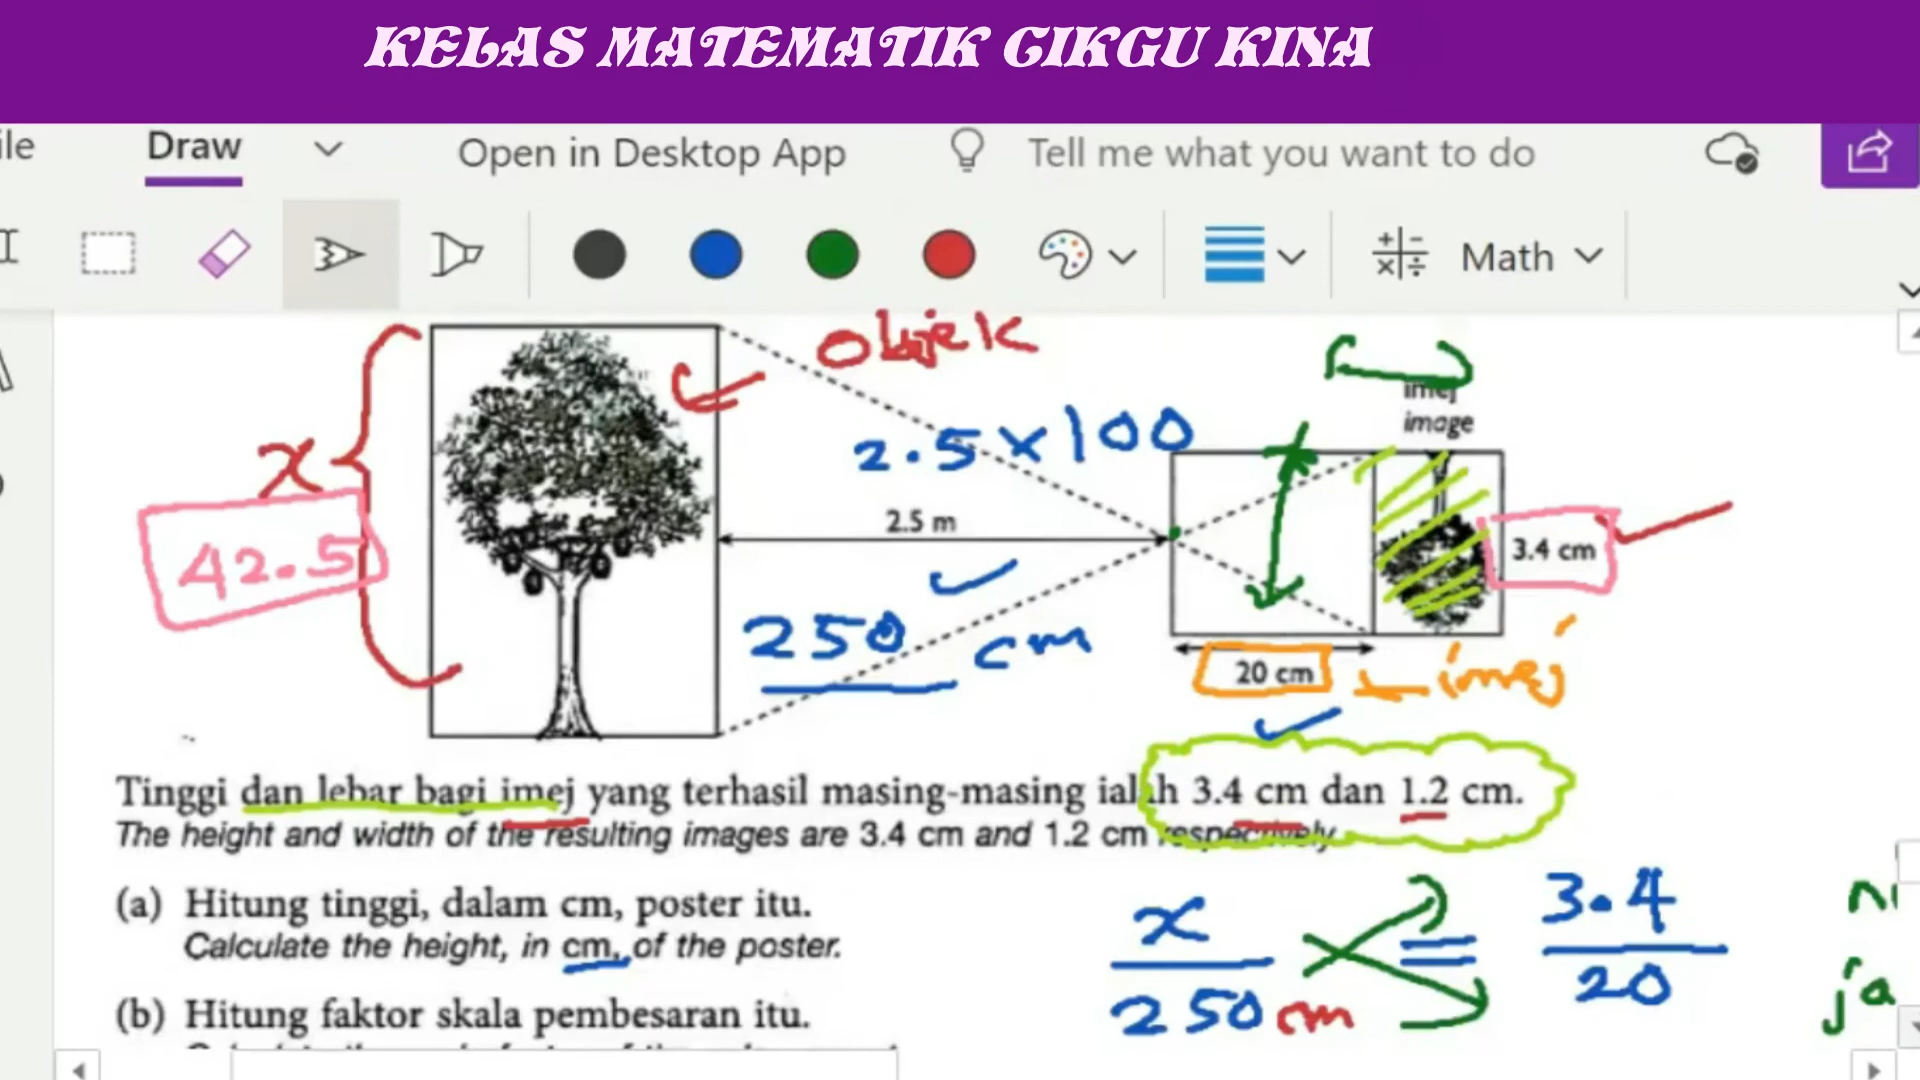 KELAS MATEMATIK CIKGU KINA
ile
Draw
Open in Desktop App
Tell me what you want to do
Math
objek
imej
image
2.5 × 100
x
42.5
2.5 m
3.4 cm
250 cm
20 cm
imej
Tinggi dan lebar bagi imej yang terhasil masing-masing ialah 3.4 cm dan 1.2 cm.
The height and width of the resulting images are 3.4 cm and 1.2 cm respectively.
(a) Hitung tinggi, dalam cm, poster itu.
Calculate the height, in cm, of the poster.
(b) Hitung faktor skala pembesaran itu.
x = 3.4
250 cm 20
ja